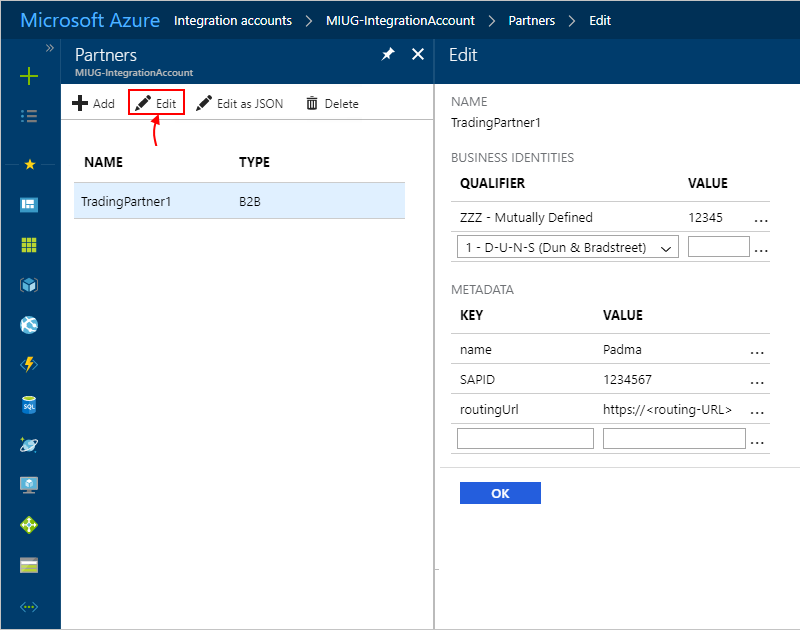 Microsoft Azure Integration accounts > MIUG-IntegrationAccount > Partners > Edit
Partners
MIUG-IntegrationAccount
Add Edit Edit as JSON Delete
NAME TYPE
TradingPartner1 B2B
Edit
NAME
TradingPartner1
BUSINESS IDENTITIES
QUALIFIER VALUE
ZZZ - Mutually Defined 12345 ...
1 - D-U-N-S (Dun & Bradstreet) ...
METADATA
KEY VALUE
name Padma ...
SAPID 1234567 ...
routingUrl https://<routing-URL> ...
...
OK
SQL